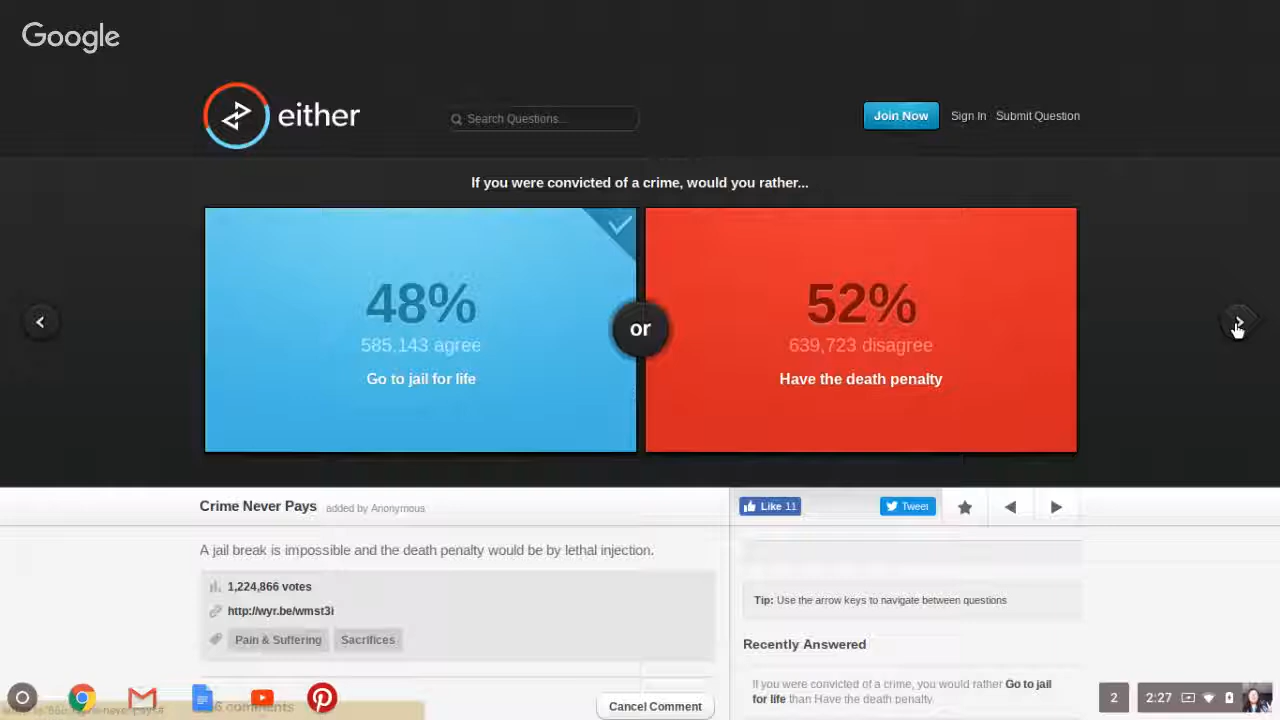 Google
either
Search Questions...
Join Now
Sign In
Submit Question
If you were convicted of a crime, would you rather...
48%
585,143 agree
Go to jail for life
or
52%
639,723 disagree
Have the death penalty
Crime Never Pays
added by Anonymous
Like 11
Tweet
A jail break is impossible and the death penalty would be by lethal injection.
1,224,866 votes
http://wyr.be/wmst3i
Pain & Suffering
Sacrifices
Tip: Use the arrow keys to navigate between questions
Recently Answered
If you were convicted of a crime, you would rather Go to jail
for life than Have the death penalty.
comments
Cancel Comment
2
2:27